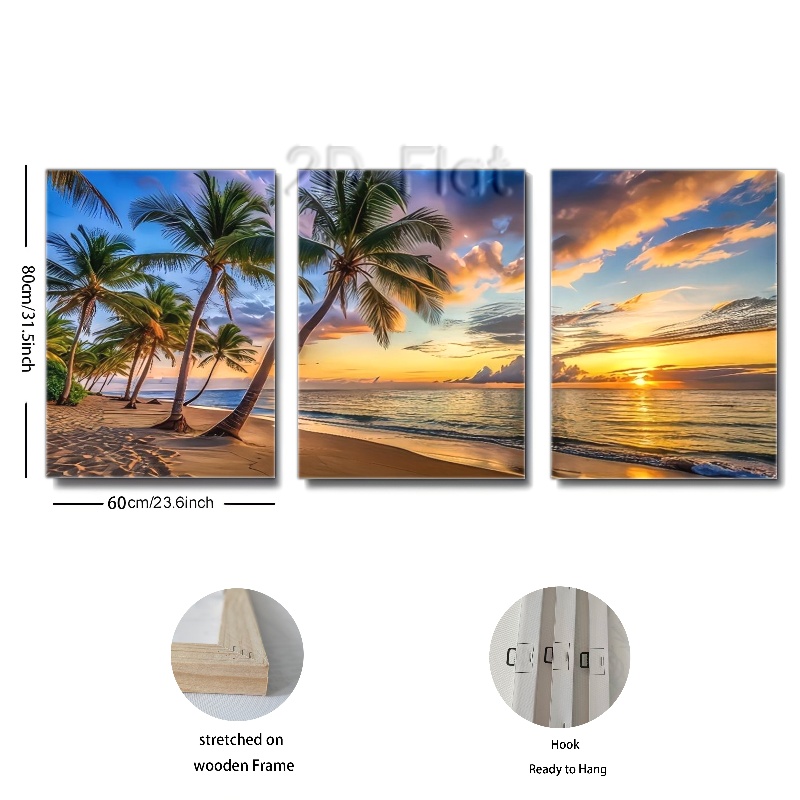 2D Flat
80cm/31.5inch
60cm/23.6inch
stretched on
wooden Frame
Hook
Ready to Hang